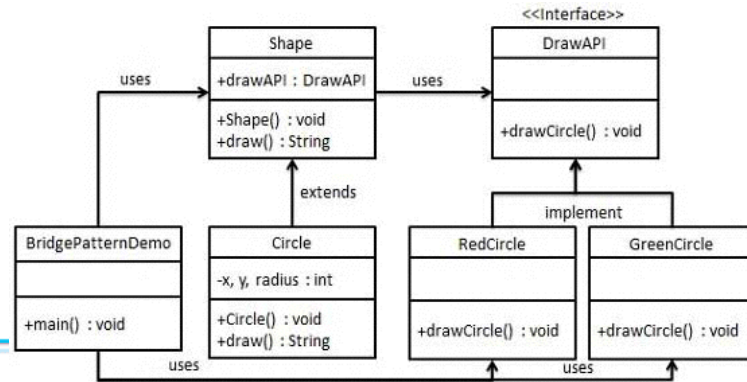 <<Interface>>
Shape
DrawAPI
+drawAPI : DrawAPI
uses
uses
+Shape() : void
+draw() : String
+drawCircle() : void
extends
implement
BridgePatternDemo
Circle
RedCircle
GreenCircle
-x, y, radius : int
+main() : void
+Circle() : void
+draw() : String
+drawCircle() : void
+drawCircle() : void
uses
uses